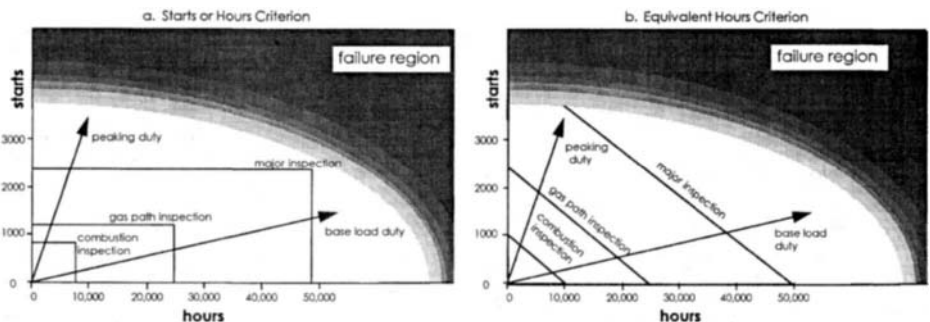 a. Starts or Hours Criterion
failure region
starts
3000
2000
1000
0
peaking duty
major inspection
gas path inspection
combustion
inspection
base load duty
0
10,000
20,000
30,000
40,000
50,000
hours
b. Equivalent Hours Criterion
failure region
starts
3000
2000
1000
0
peaking
duty
major inspection
gas path inspection
combustion
inspection
base load
duty
0
10,000
20,000
30,000
40,000
50,000
hours